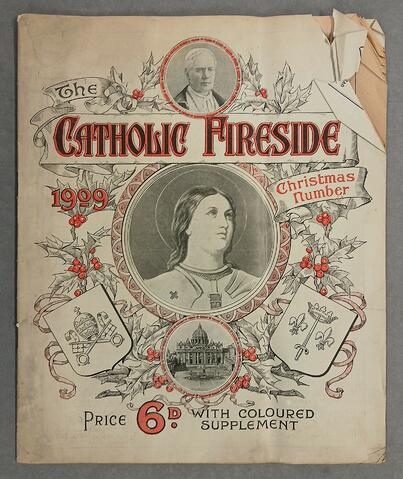 The
CATHOLIC FIRESIDE
1909
Christmas
Number
PRICE 6D. WITH COLOURED
SUPPLEMENT